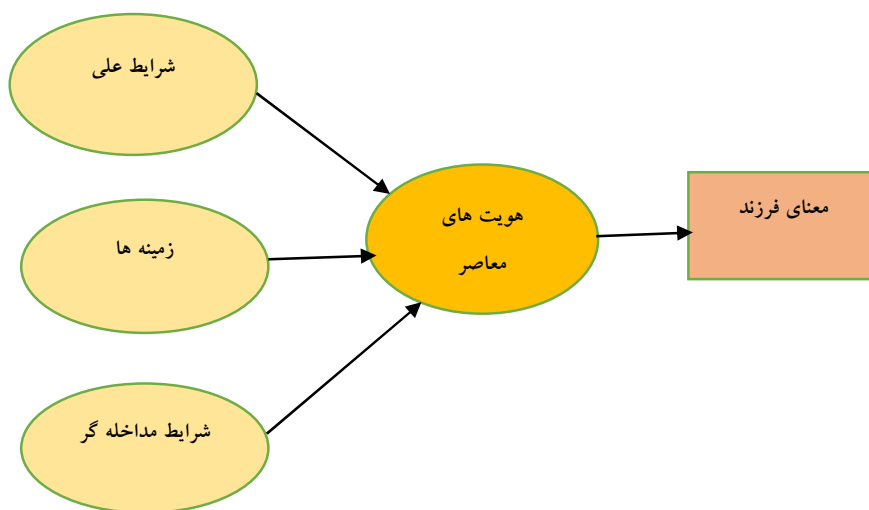 شرایط علی
زمینه ها
شرایط مداخله گر
هویت های
معاصر
معنای فرزند